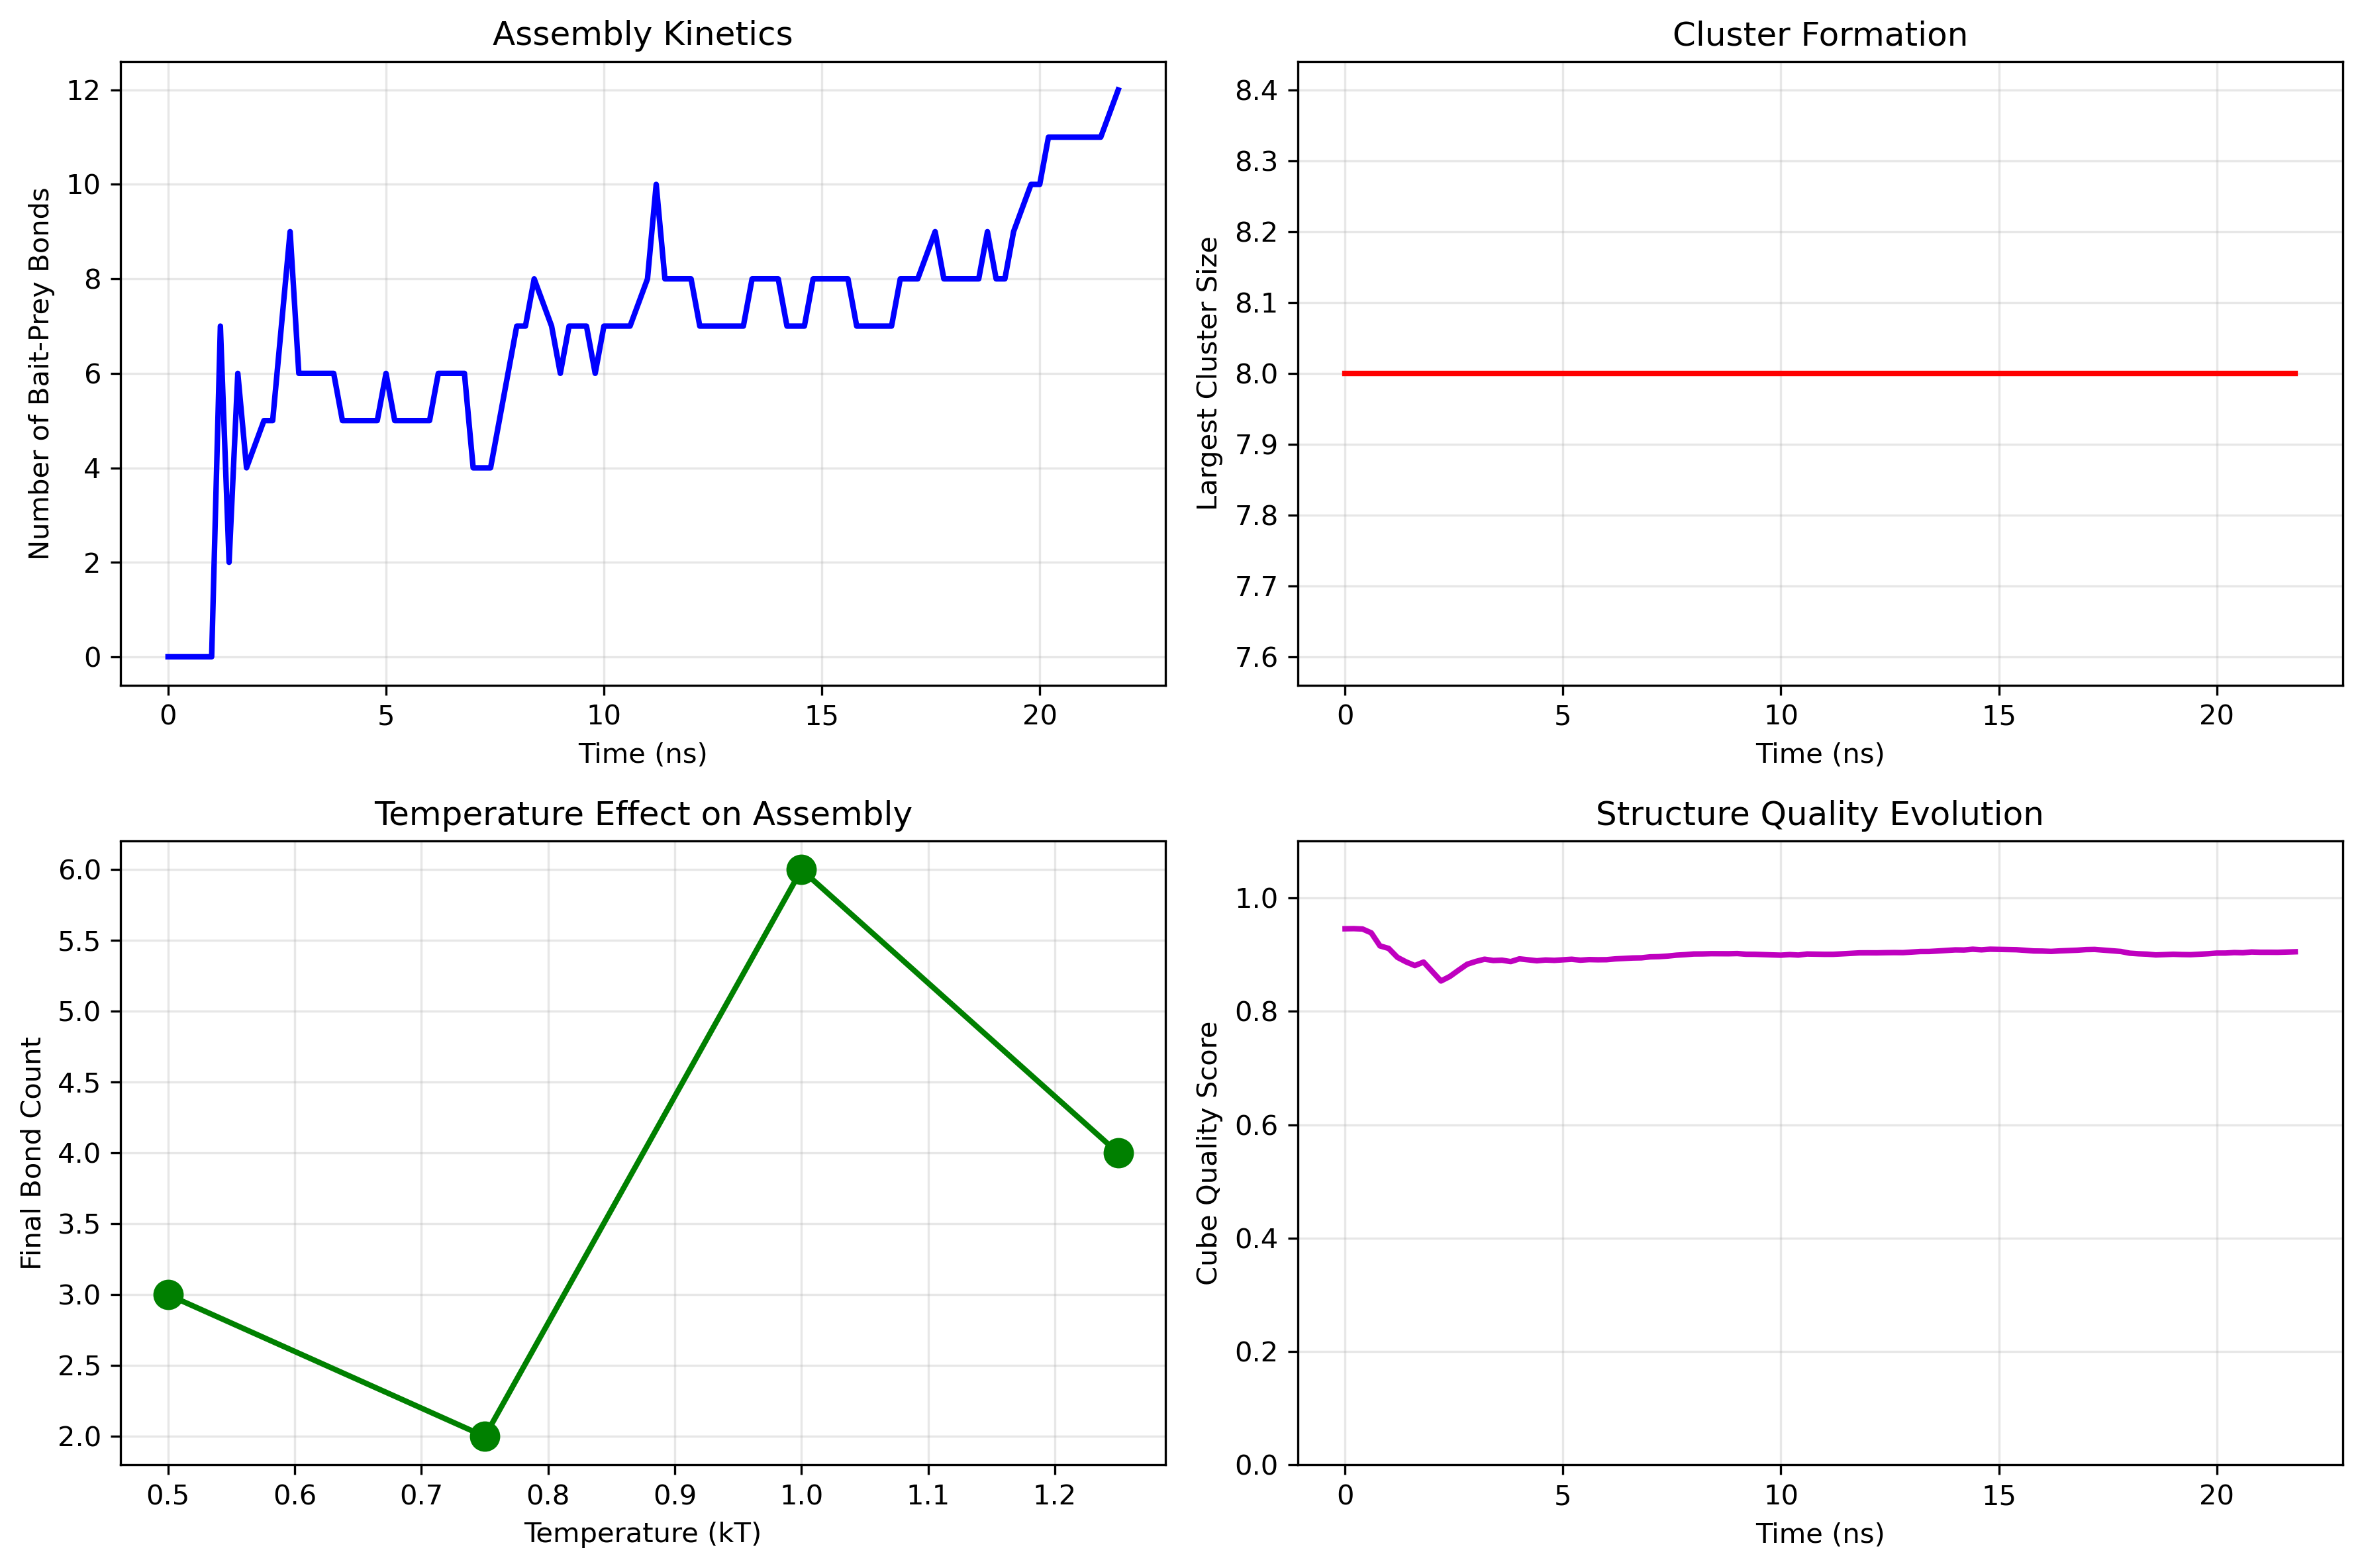 Assembly Kinetics
Number of Bait-Prey Bonds
12
10
8
6
4
2
0
0 5 10 15 20
Time (ns)
Cluster Formation
Largest Cluster Size
8.4
8.3
8.2
8.1
8.0
7.9
7.8
7.7
7.6
0 5 10 15 20
Time (ns)
Temperature Effect on Assembly
Final Bond Count
6.0
5.5
5.0
4.5
4.0
3.5
3.0
2.5
2.0
0.5 0.6 0.7 0.8 0.9 1.0 1.1 1.2
Temperature (kT)
Structure Quality Evolution
Cube Quality Score
1.0
0.8
0.6
0.4
0.2
0.0
0 5 10 15 20
Time (ns)